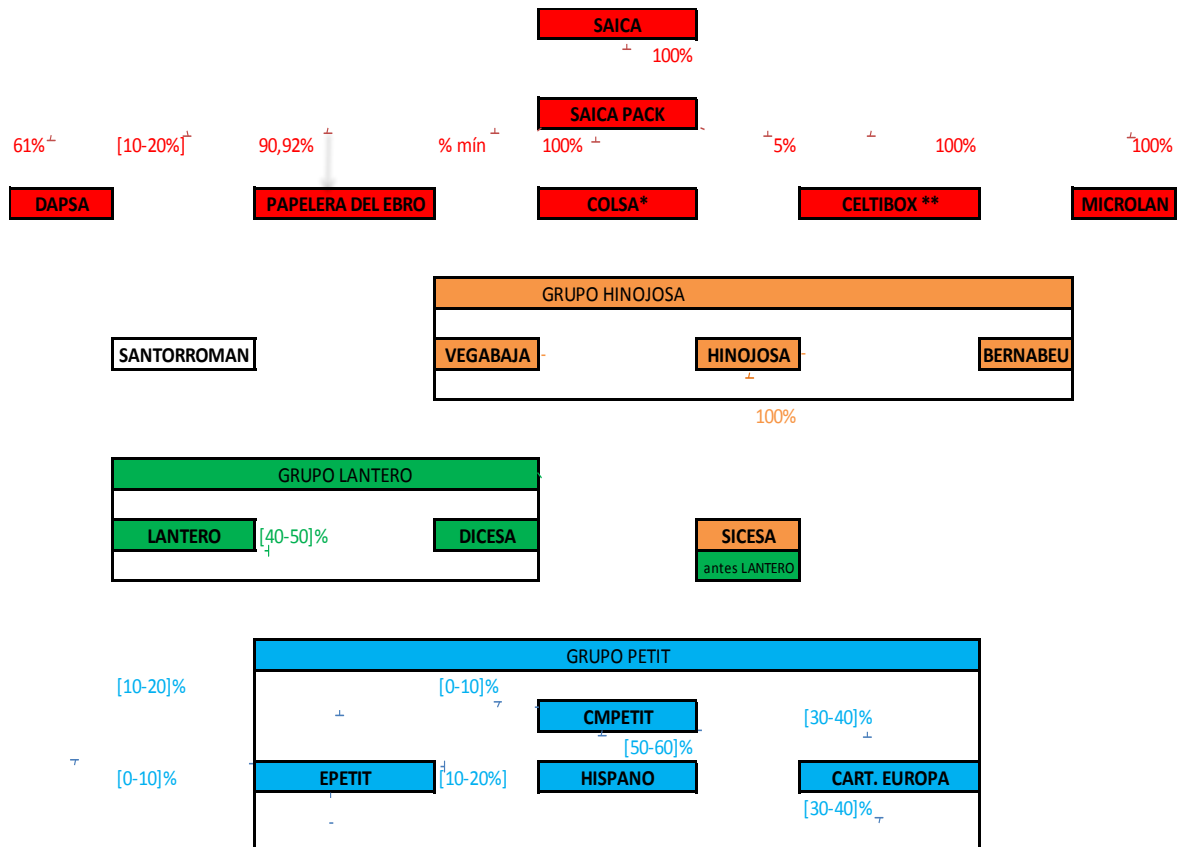 SAICA
100%
SAICA PACK
61% [10-20%] 90,92% % mín 100% 5% 100% 100%
DAPSA PAPELERA DEL EBRO COLSA* CELTIBOX ** MICROLAN
GRUPO HINOJOSA
SANTORROMAN VEGABAJA HINOJOSA BERNABEU
100%
GRUPO LANTERO
LANTERO [40-50]% DICESA SICESA
antes LANTERO
GRUPO PETIT
[10-20]% [0-10]%
CMPETIT [30-40]%
[50-60]%
[0-10]% EPETIT [10-20%] HISPANO CART. EUROPA
[30-40]%